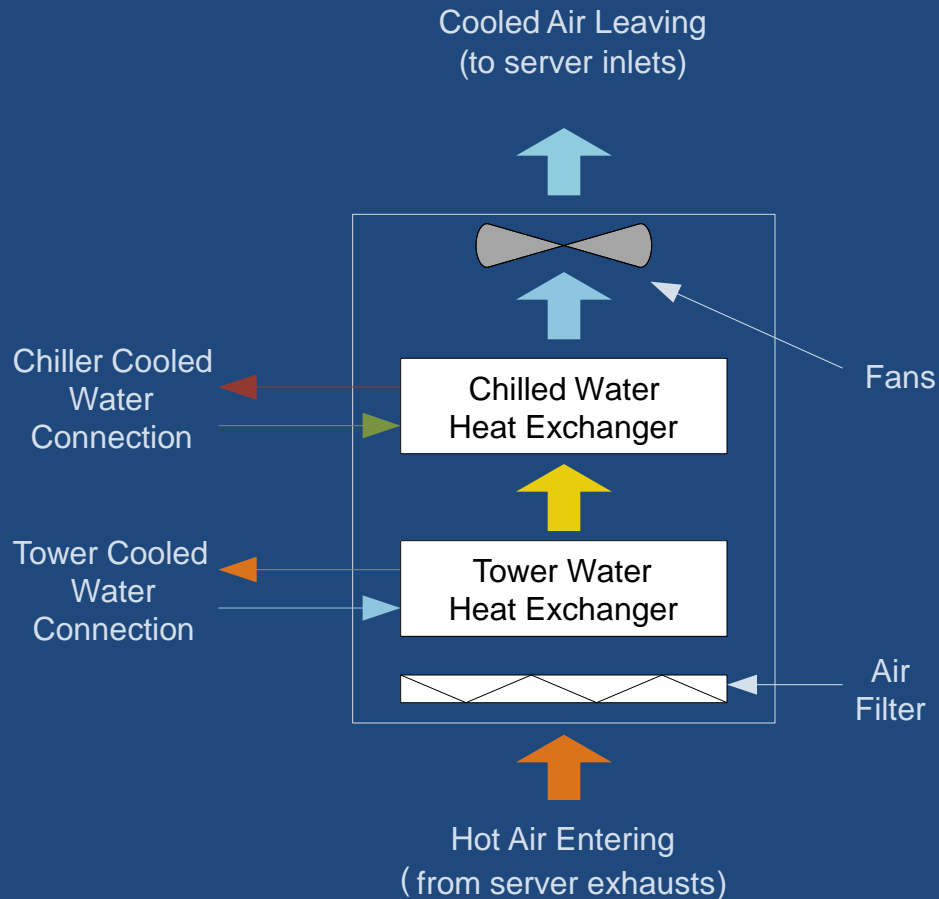 Cooled Air Leaving
(to server inlets)
Chiller Cooled
Water
Connection
Chilled Water
Heat Exchanger
Fans
Tower Cooled
Water
Connection
Tower Water
Heat Exchanger
Air
Filter
Hot Air Entering
(from server exhausts)